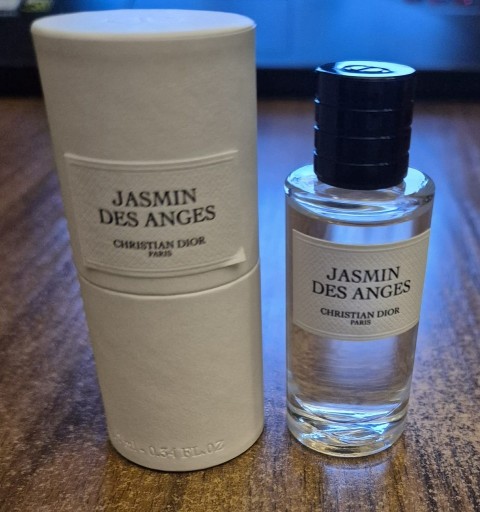 JASMIN
DES ANGES
CHRISTIAN DIOR
PARIS
0.34 FL.OZ
JASMIN
DES ANGES
CHRISTIAN DIOR
PARIS